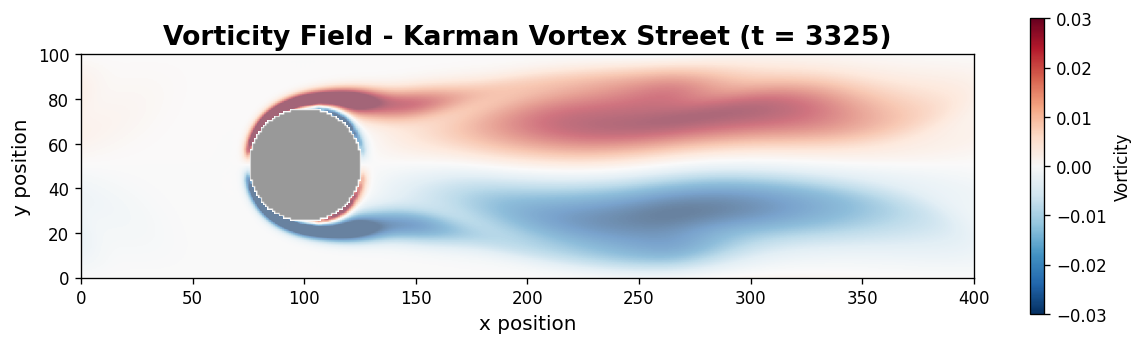 Vorticity Field - Karman Vortex Street (t = 3325)
100
80
60
40
20
0
y position
0 50 100 150 200 250 300 350 400
x position
0.03
0.02
0.01
0.00
−0.01
−0.02
−0.03
Vorticity